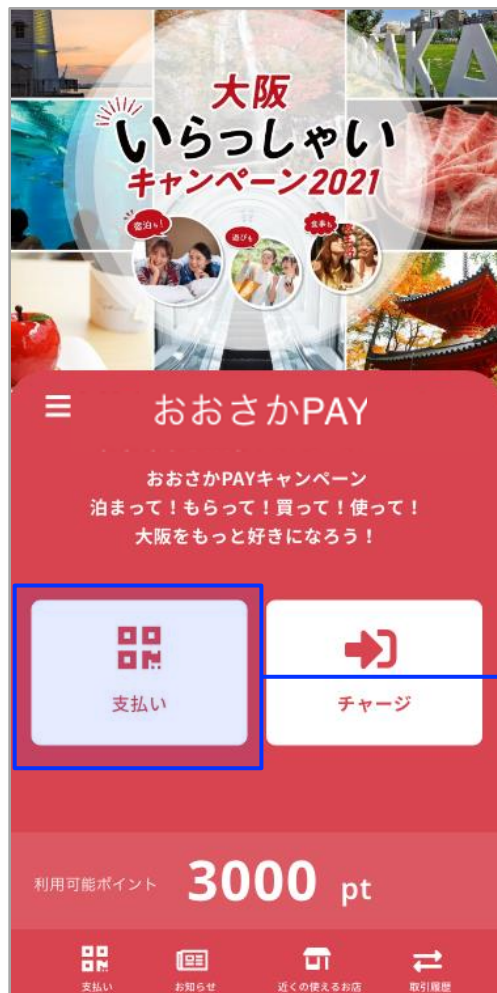 大阪
いらっしゃい
キャンペーン2021
宿泊も!
遊びも
食事も
おおさかPAY
おおさかPAYキャンペーン
泊まって!もらって!買って!使って!
大阪をもっと好きになろう!
支払い
チャージ
利用可能ポイント 3000 pt
支払い お知らせ 近くの使えるお店 取引履歴